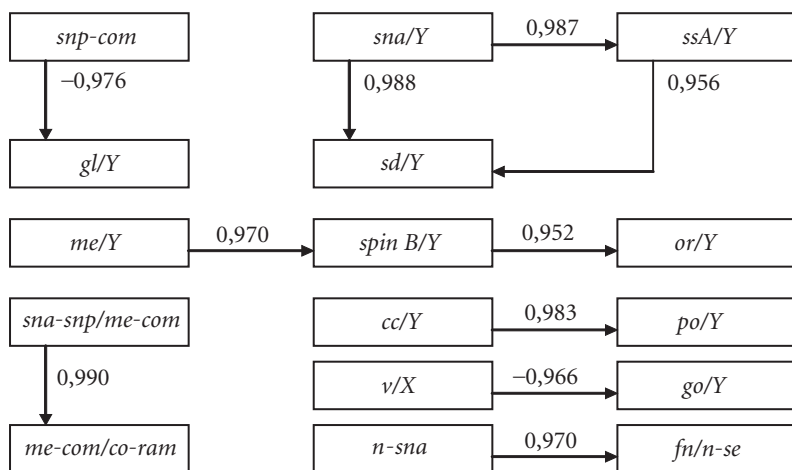 snp-com
sna/Y
0,987
ssA/Y
−0,976
0,988
0,956
gl/Y
sd/Y
me/Y
0,970
spin B/Y
0,952
or/Y
sna-snp/me-com
cc/Y
0,983
po/Y
0,990
v/X
−0,966
go/Y
me-com/co-ram
n-sna
0,970
fn/n-se